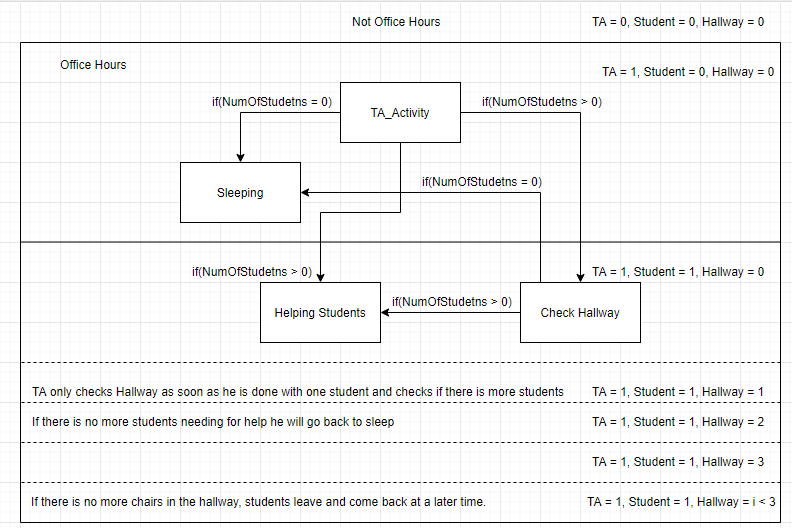 Not Office Hours
TA = 0, Student = 0, Hallway = 0
Office Hours
TA = 1, Student = 0, Hallway = 0
if(NumOfStudetns = 0)
TA_Activity
if(NumOfStudetns > 0)
Sleeping
if(NumOfStudetns = 0)
if(NumOfStudetns > 0)
TA = 1, Student = 1, Hallway = 0
Helping Students
if(NumOfStudetns > 0)
Check Hallway
TA only checks Hallway as soon as he is done with one student and checks if there is more students
TA = 1, Student = 1, Hallway = 1
If there is no more students needing for help he will go back to sleep
TA = 1, Student = 1, Hallway = 2
TA = 1, Student = 1, Hallway = 3
If there is no more chairs in the hallway, students leave and come back at a later time.
TA = 1, Student = 1, Hallway = i < 3